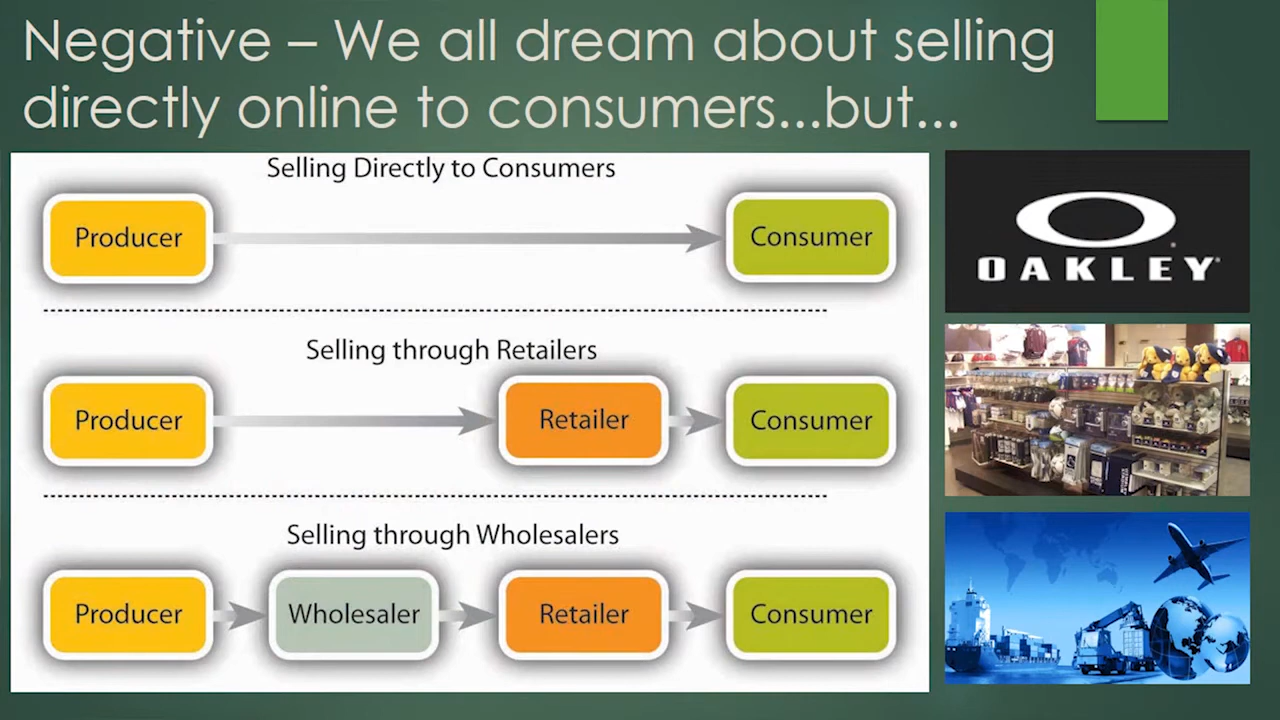 Negative – We all dream about selling
directly online to consumers...but...
Selling Directly to Consumers
Producer
Consumer
Selling through Retailers
Producer
Retailer
Consumer
Selling through Wholesalers
Producer
Wholesaler
Retailer
Consumer
OAKLEY